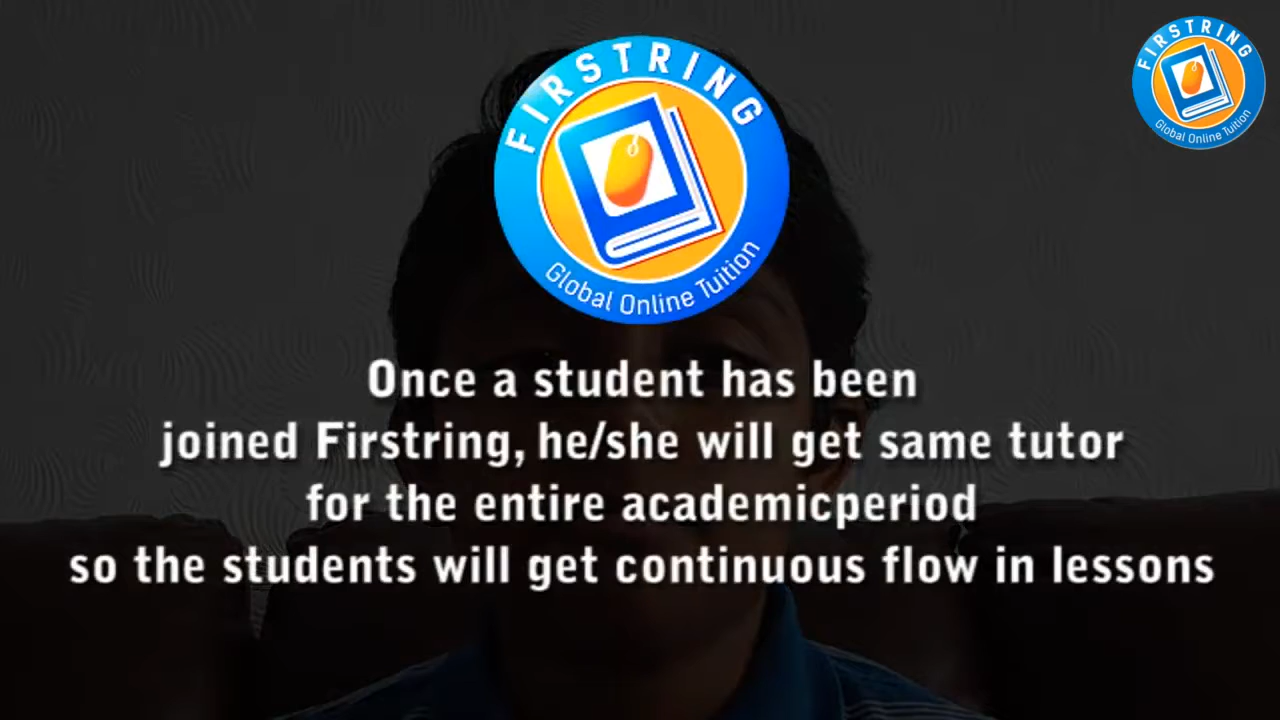 FIRSTRING
Global Online Tuition
FIRSTRING
Global Online Tuition
Once a student has been
joined Firstring, he/she will get same tutor
for the entire academicperiod
so the students will get continuous flow in lessons